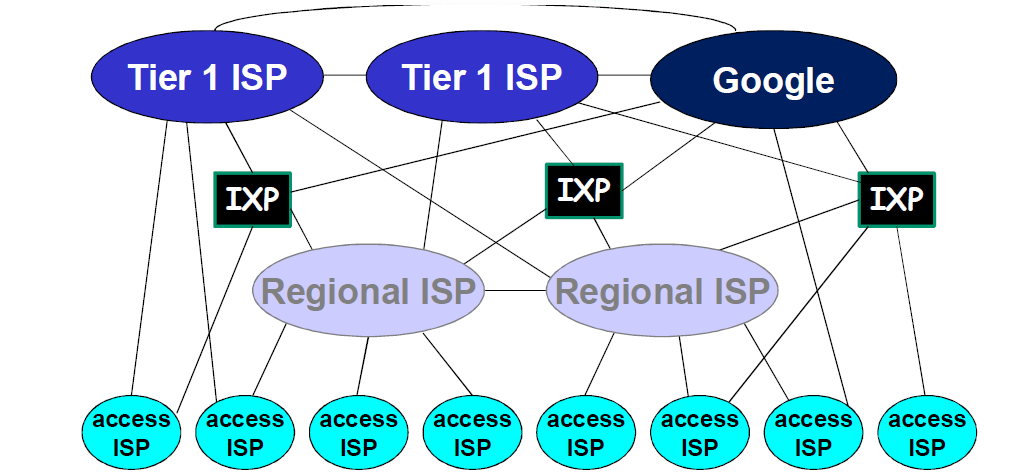 Tier 1 ISP
Tier 1 ISP
Google
IXP
IXP
IXP
Regional ISP
Regional ISP
access
ISP
access
ISP
access
ISP
access
ISP
access
ISP
access
ISP
access
ISP
access
ISP